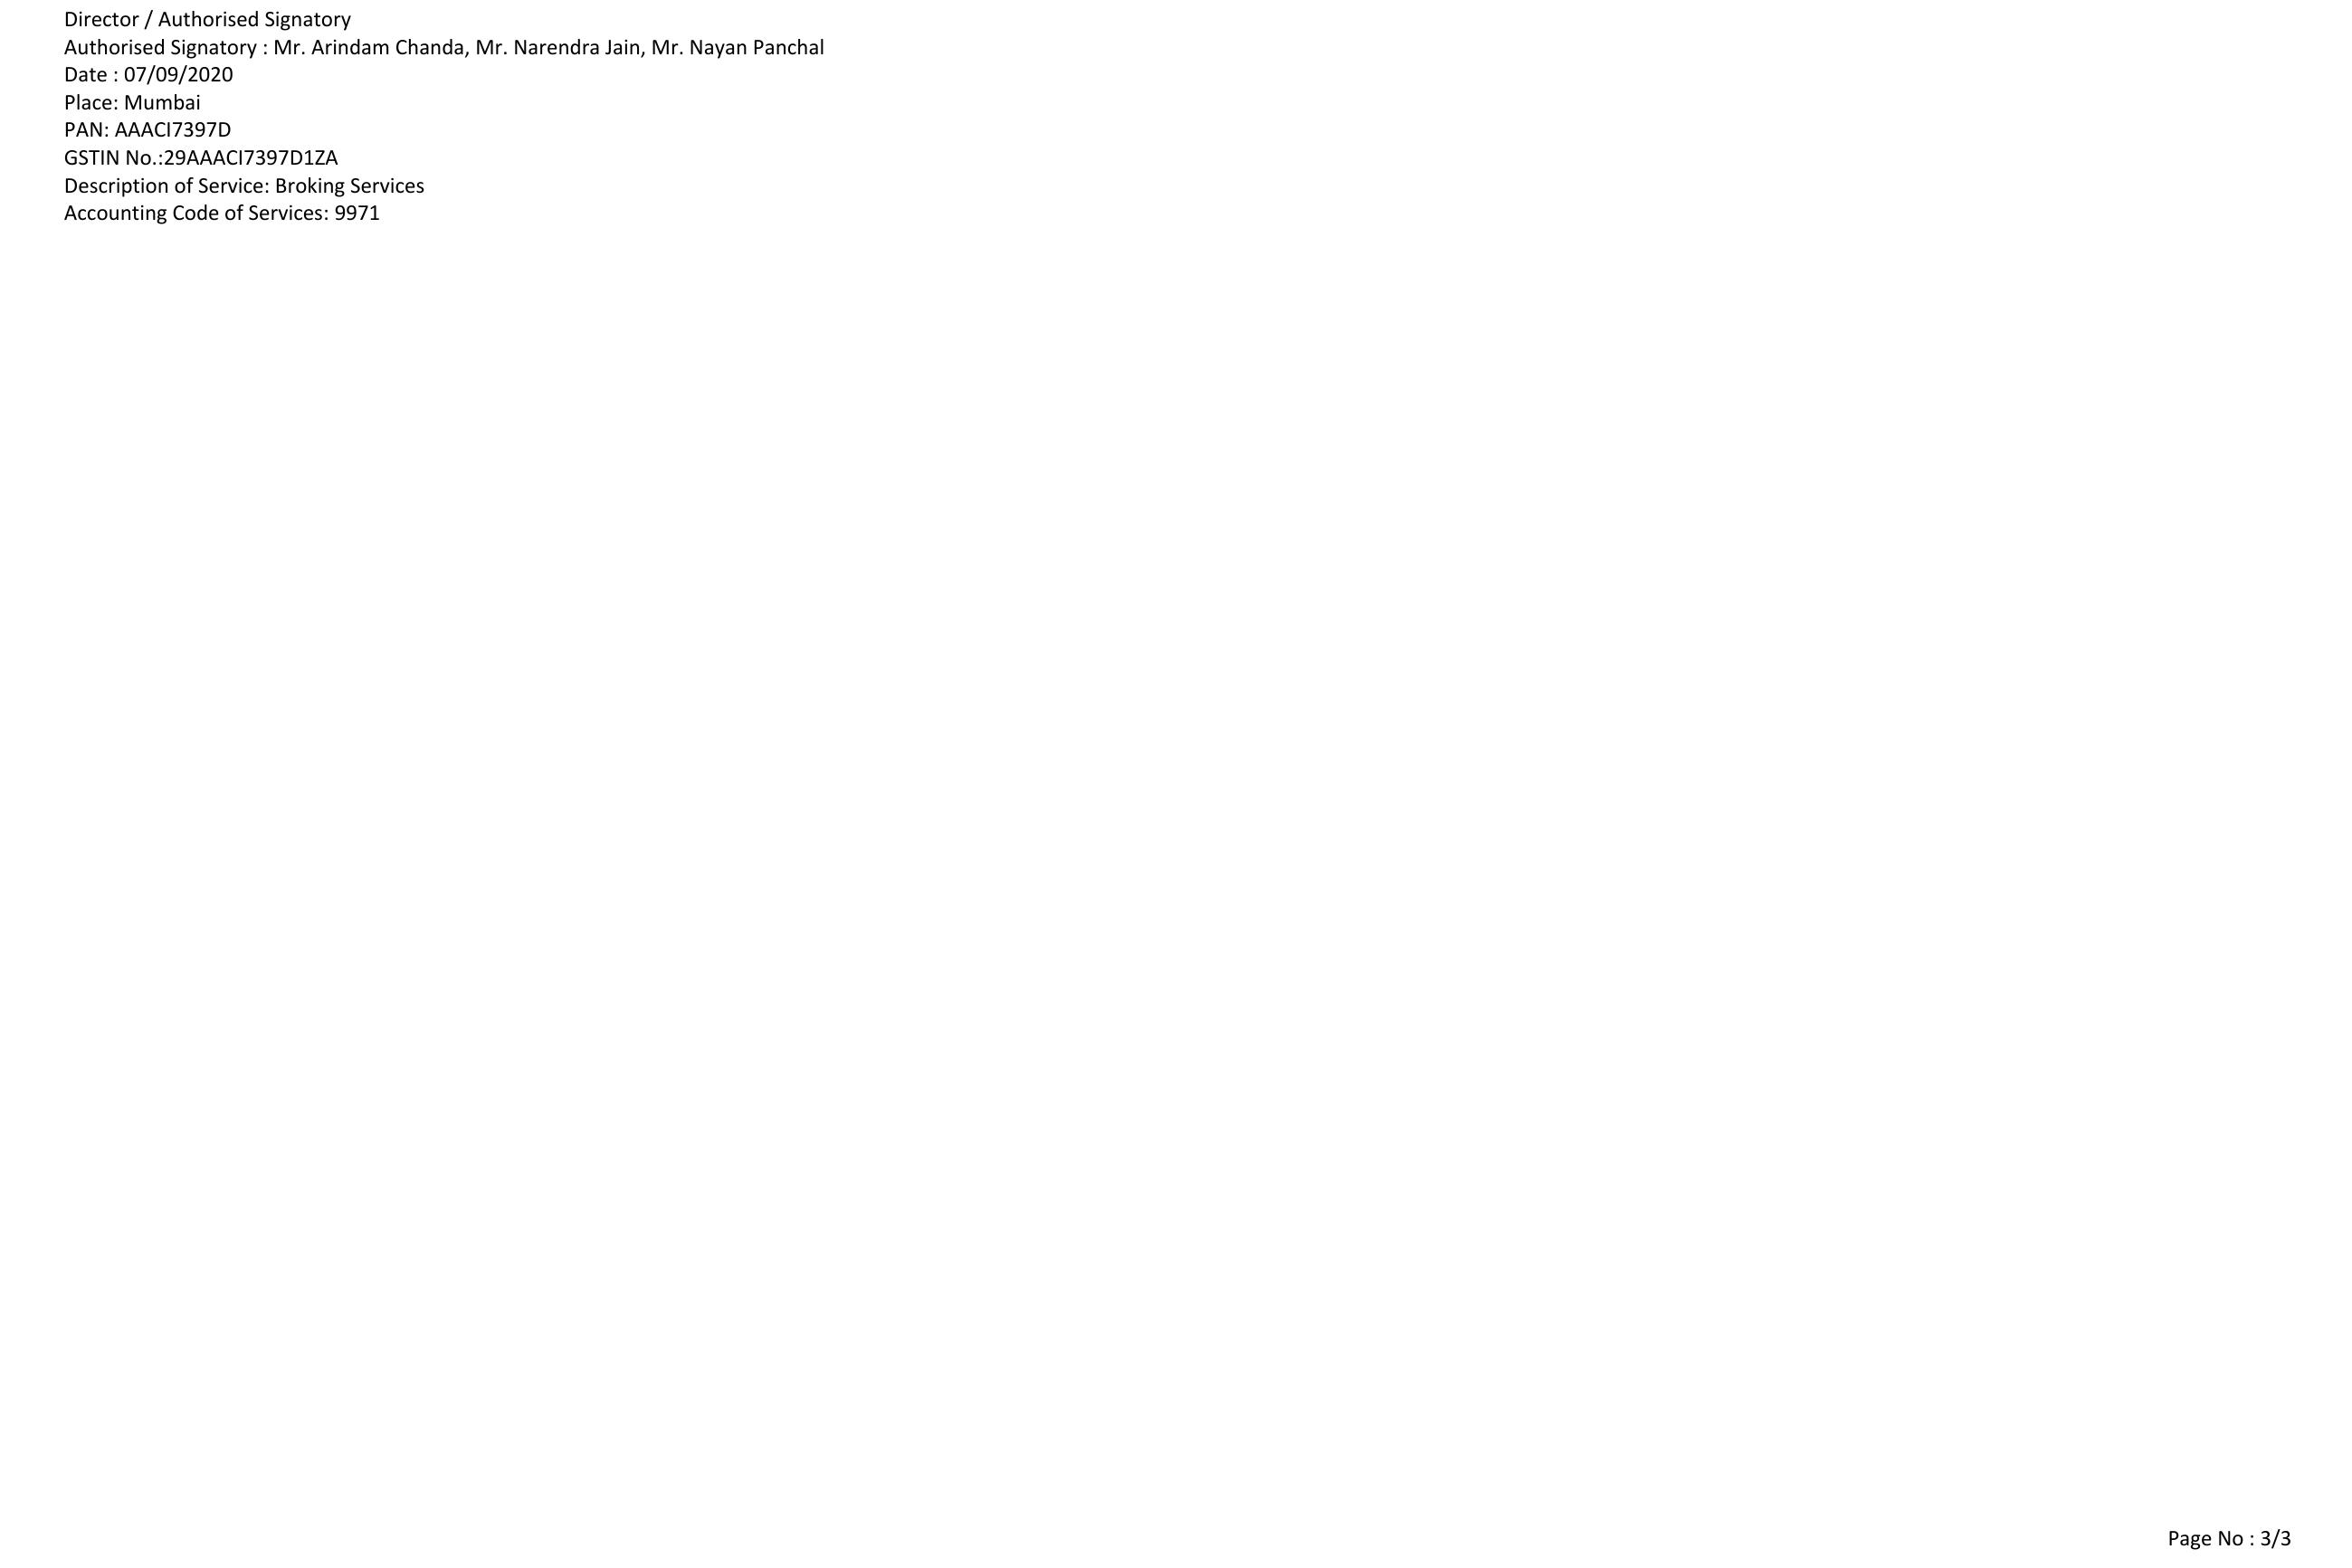 Director / Authorised Signatory
Authorised Signatory : Mr. Arindam Chanda, Mr. Narendra Jain, Mr. Nayan Panchal
Date : 07/09/2020
Place: Mumbai
PAN: AAACI7397D
GSTIN No.:29AAACI7397D1ZA
Description of Service: Broking Services
Accounting Code of Services: 9971
Page No : 3/3